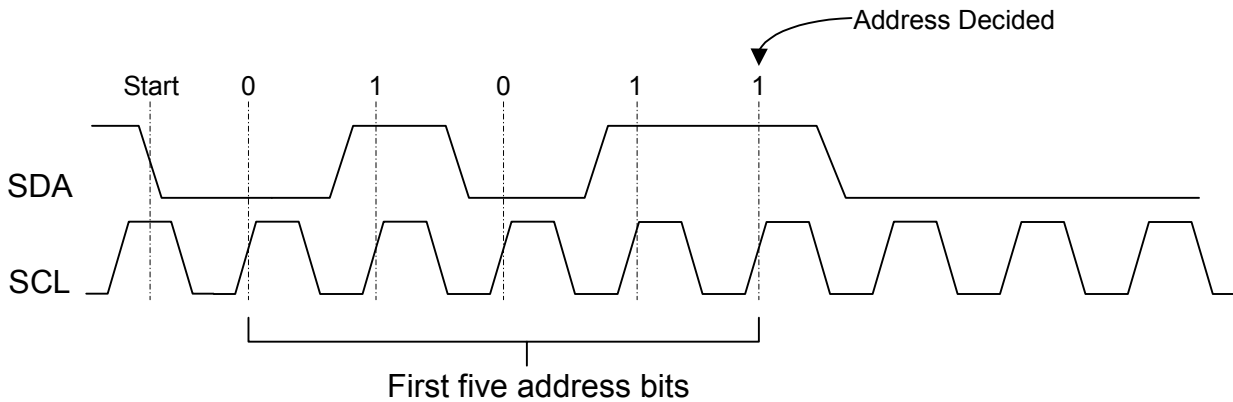 Address Decided
Start 0 1 0 1 1
SDA
SCL
First five address bits